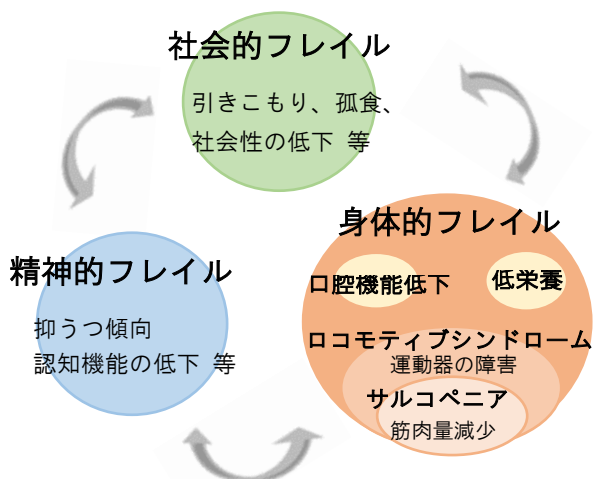 社会的フレイル
引きこもり、孤食、
社会性の低下 等
身体的フレイル
口腔機能低下
低栄養
ロコモティブシンドローム
運動器の障害
サルコペニア
筋肉量減少
精神的フレイル
抑うつ傾向
認知機能の低下 等